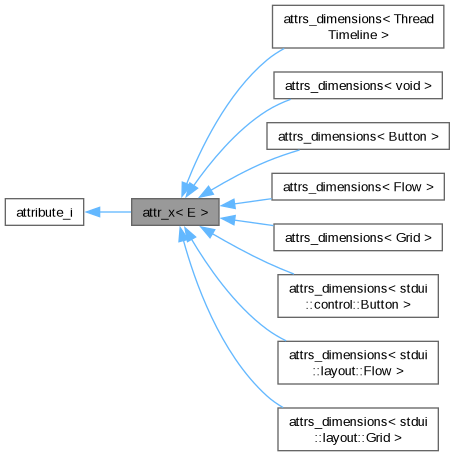 attrs_dimensions< Thread
Timeline >
attrs_dimensions< void >
attrs_dimensions< Button >
attrs_dimensions< Flow >
attribute_i
attr_x< E >
attrs_dimensions< Grid >
attrs_dimensions< stdui
::control::Button >
attrs_dimensions< stdui
::layout::Flow >
attrs_dimensions< stdui
::layout::Grid >